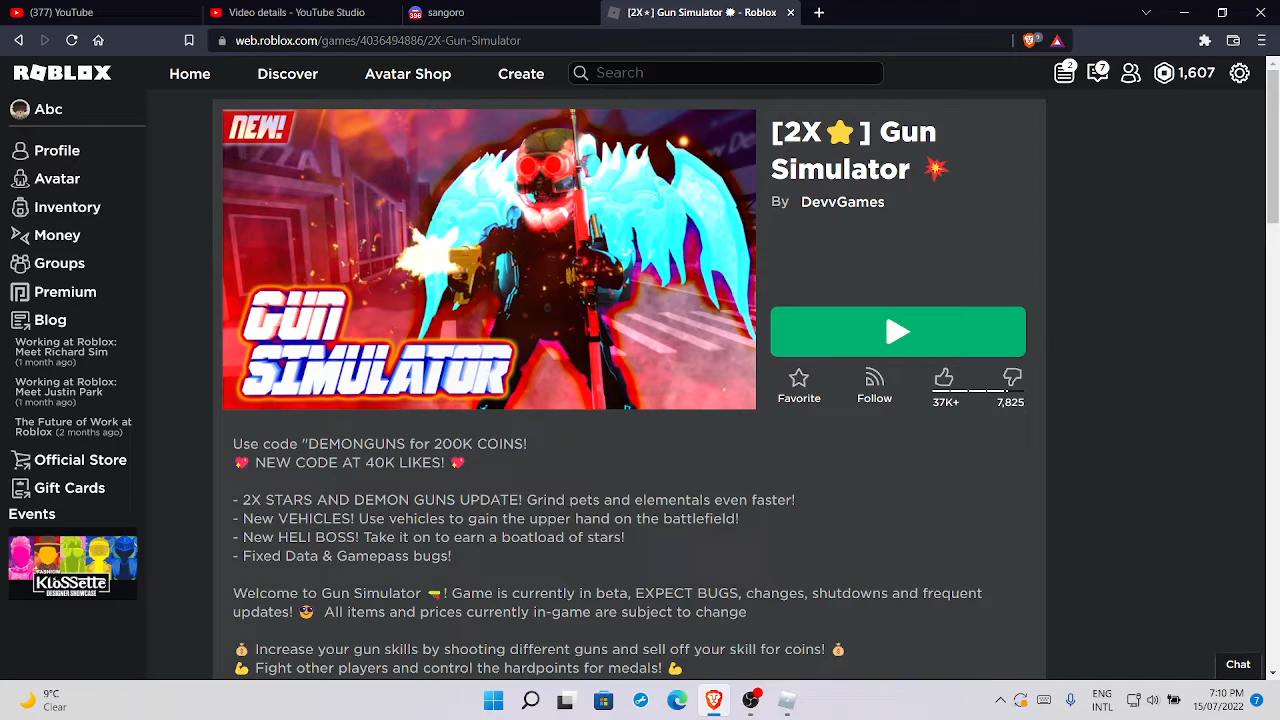 (377) YouTube
Video details - YouTube Studio
396 sangoro
[2X⭐] Gun Simulator 💥 - Roblox
web.roblox.com/games/4036494886/2X-Gun-Simulator
ROBLOX
Home
Discover
Avatar Shop
Create
Search
2
7
1,607
Abc
Profile
Avatar
Inventory
Money
Groups
Premium
Blog
Working at Roblox:
Meet Richard Sim
(1 month ago)
Working at Roblox:
Meet Justin Park
(1 month ago)
The Future of Work at
Roblox (2 months ago)
Official Store
Gift Cards
Events
FASHION
KLOSSETTE
DESIGNER SHOWCASE
NEW!
GUN
SIMULATOR
[2X⭐] Gun
Simulator 💥
By DevvGames
Favorite
Follow
37K+
7,825
Use code "DEMONGUNS for 200K COINS!
💖 NEW CODE AT 40K LIKES! 💖
- 2X STARS AND DEMON GUNS UPDATE! Grind pets and elementals even faster!
- New VEHICLES! Use vehicles to gain the upper hand on the battlefield!
- New HELI BOSS! Take it on to earn a boatload of stars!
- Fixed Data & Gamepass bugs!
Welcome to Gun Simulator 🔫! Game is currently in beta, EXPECT BUGS, changes, shutdowns and frequent
updates! 😎 All items and prices currently in-game are subject to change
💰 Increase your gun skills by shooting different guns and sell off your skill for coins! 💰
💪 Fight other players and control the hardpoints for medals! 💪
Chat
9°C
Clear
ENG
INTL
7:10 PM
15/07/2022
7